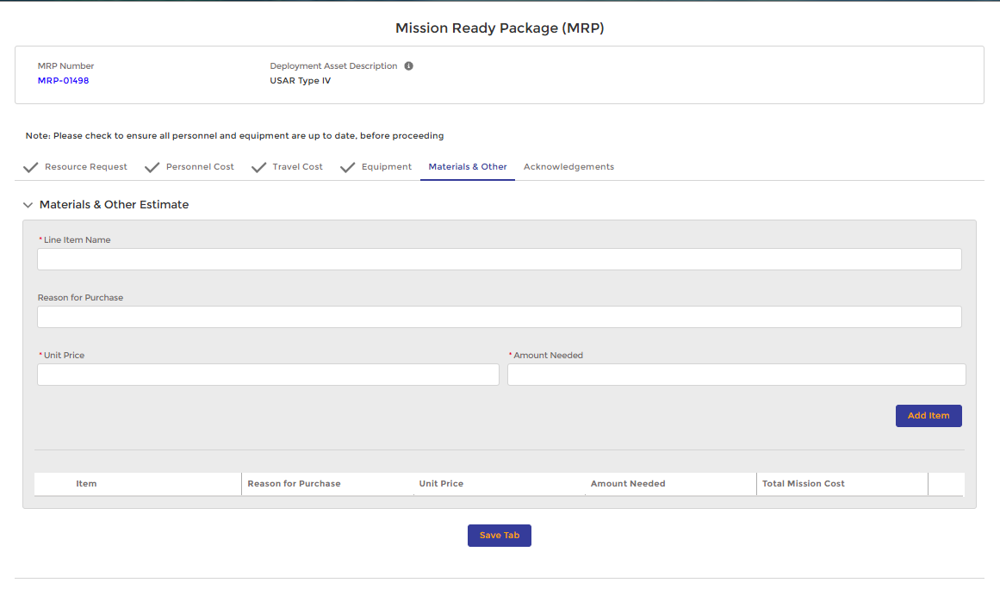 Mission Ready Package (MRP)
MRP Number
Deployment Asset Description
MRP-01498
USAR Type IV
Note: Please check to ensure all personnel and equipment are up to date, before proceeding
Resource Request
Personnel Cost
Travel Cost
Equipment
Materials & Other
Acknowledgements
Materials & Other Estimate
* Line Item Name
Reason for Purchase
* Unit Price
* Amount Needed
Add Item
Item
Reason for Purchase
Unit Price
Amount Needed
Total Mission Cost
Save Tab